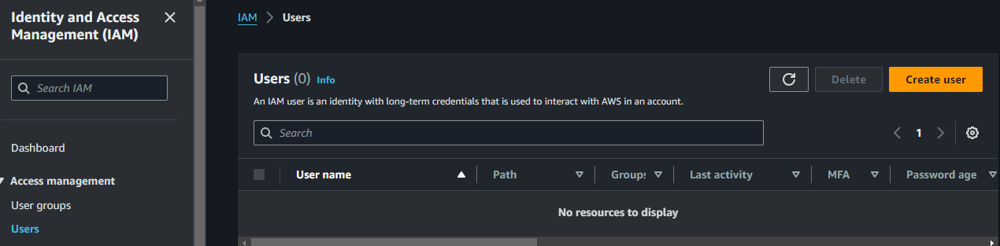 Identity and Access
Management (IAM)
Search IAM
Dashboard
Access management
User groups
Users
IAM > Users
Users (0) Info
Delete
Create user
An IAM user is an identity with long-term credentials that is used to interact with AWS in an account.
Search
1
User name Path Groups Last activity MFA Password age
No resources to display